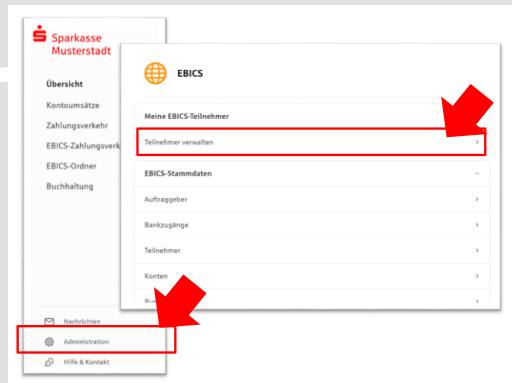 Sparkasse
Musterstadt
Übersicht
Kontoumsätze
Zahlungsverkehr
EBICS-Zahlungsverk
EBICS-Ordner
Buchhaltung
Nachrichten
Administration
Hilfe & Kontakt
EBICS
Meine EBICS-Teilnehmer
Teilnehmer verwalten
EBICS-Stammdaten
Auftraggeber
Bankzugänge
Teilnehmer
Konten